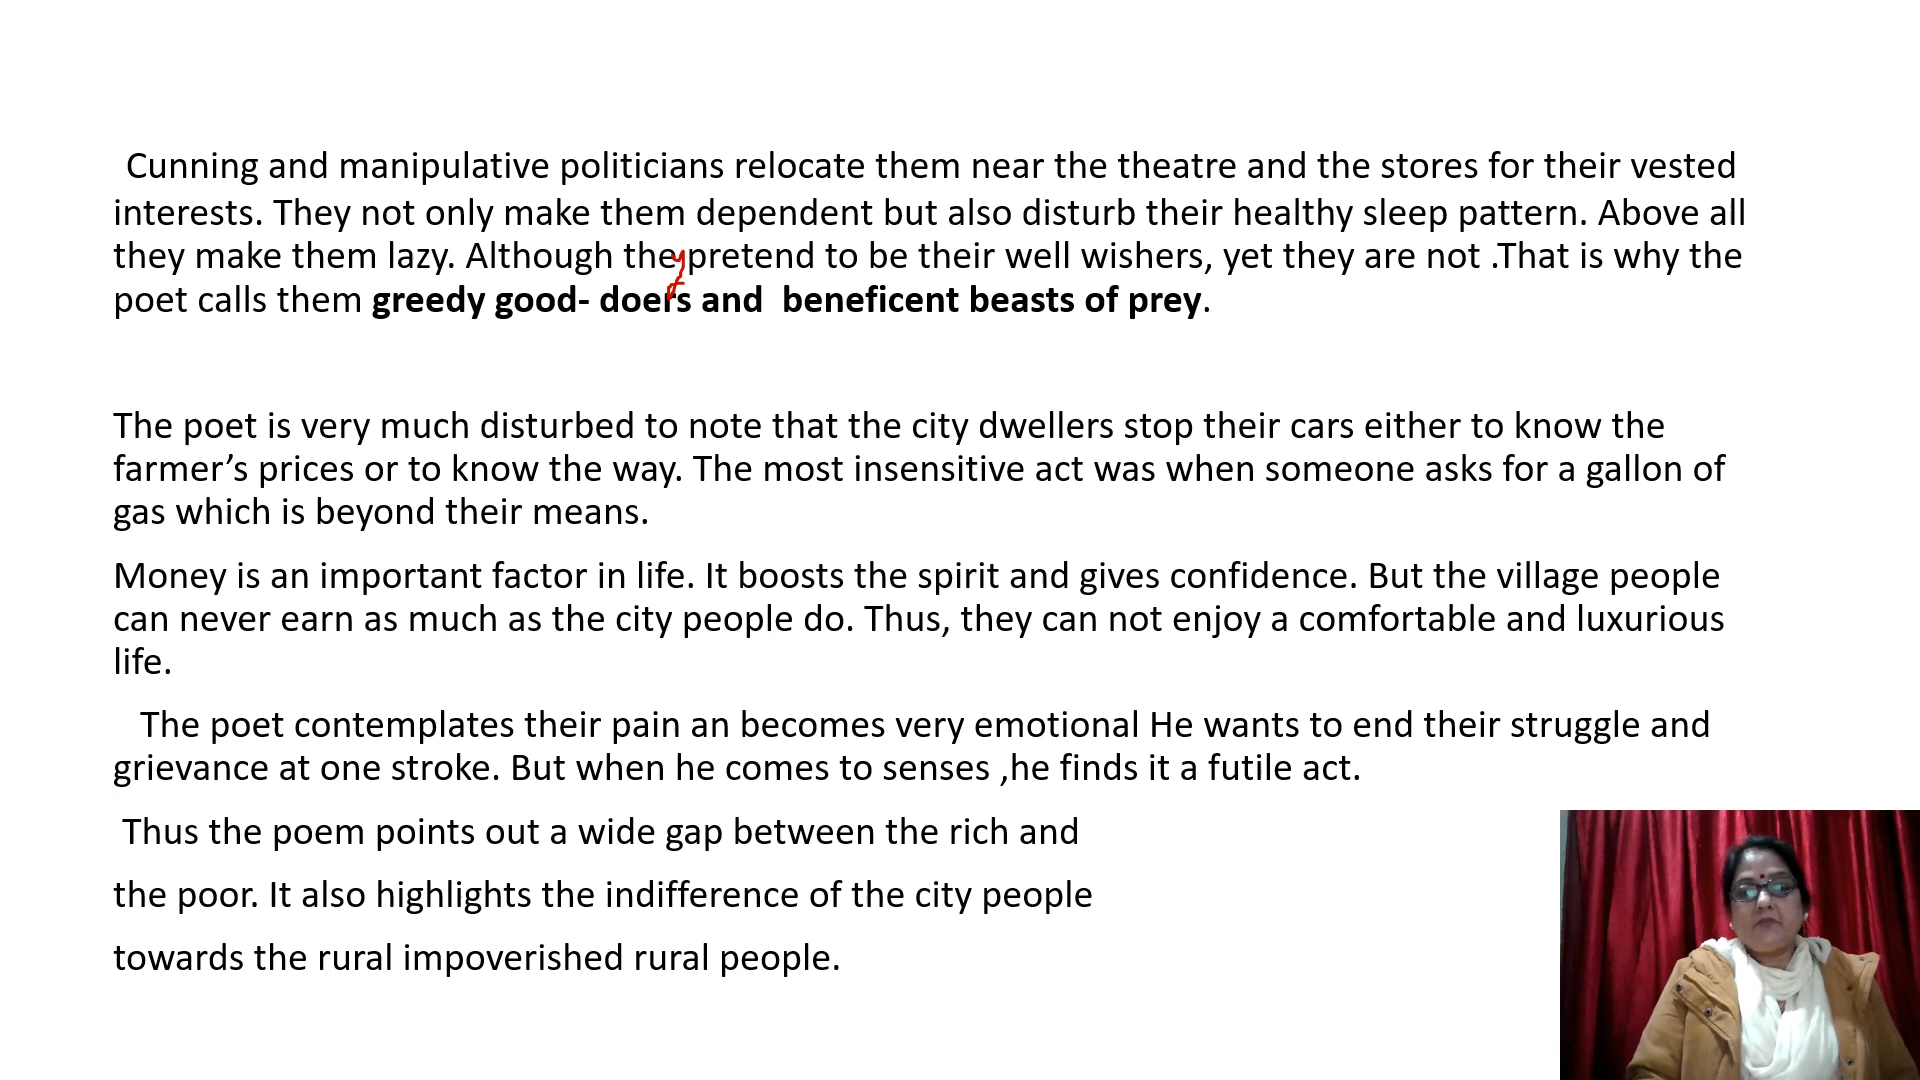 Cunning and manipulative politicians relocate them near the theatre and the stores for their vested
interests. They not only make them dependent but also disturb their healthy sleep pattern. Above all
they make them lazy. Although they pretend to be their well wishers, yet they are not .That is why the
poet calls them greedy good- doers and beneficent beasts of prey.
The poet is very much disturbed to note that the city dwellers stop their cars either to know the
farmer’s prices or to know the way. The most insensitive act was when someone asks for a gallon of
gas which is beyond their means.
Money is an important factor in life. It boosts the spirit and gives confidence. But the village people
can never earn as much as the city people do. Thus, they can not enjoy a comfortable and luxurious
life.
The poet contemplates their pain an becomes very emotional He wants to end their struggle and
grievance at one stroke. But when he comes to senses ,he finds it a futile act.
Thus the poem points out a wide gap between the rich and
the poor. It also highlights the indifference of the city people
towards the rural impoverished rural people.